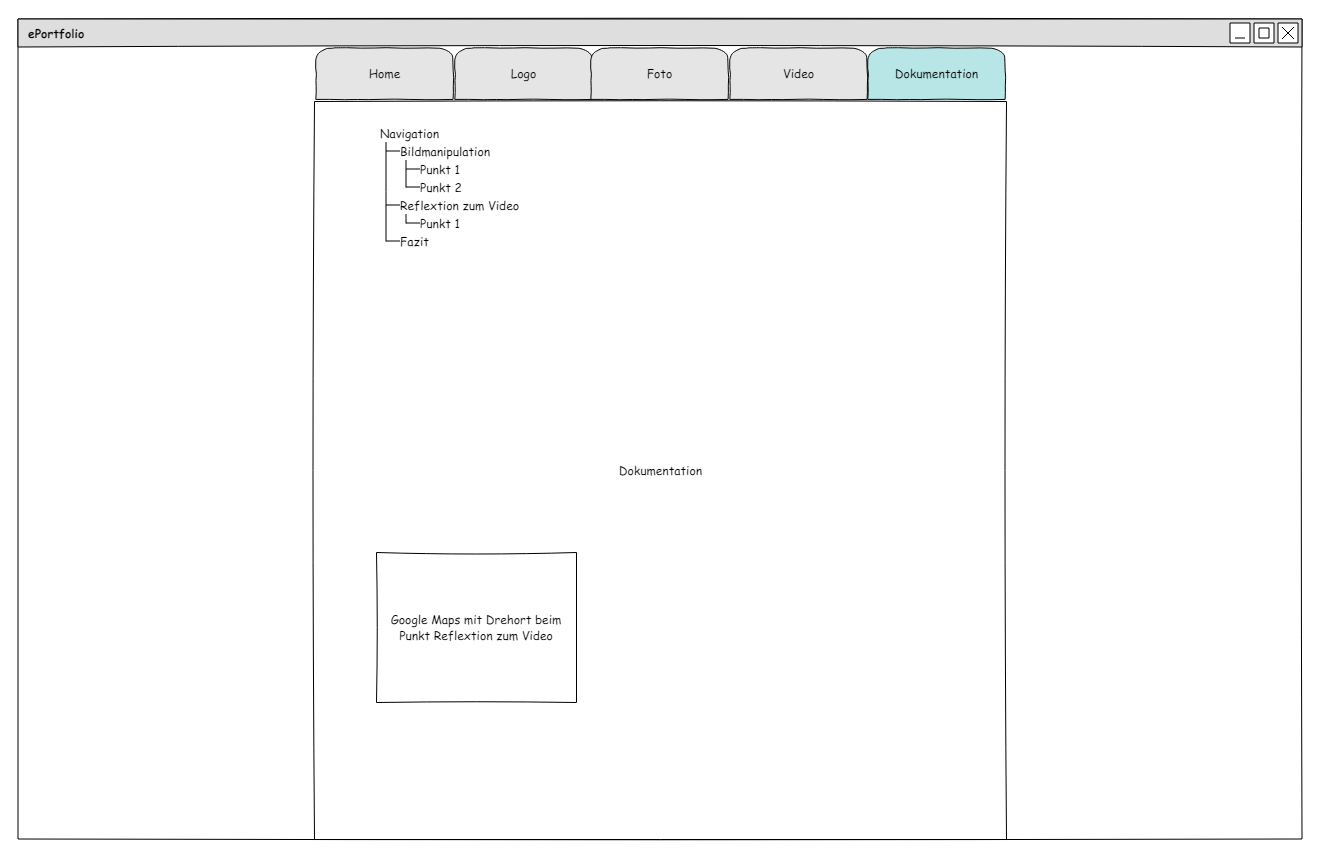 ePortfolio
Home
Logo
Foto
Video
Dokumentation
Navigation
Bildmanipulation
Punkt 1
Punkt 2
Reflextion zum Video
Punkt 1
Fazit
Dokumentation
Google Maps mit Drehort beim
Punkt Reflextion zum Video